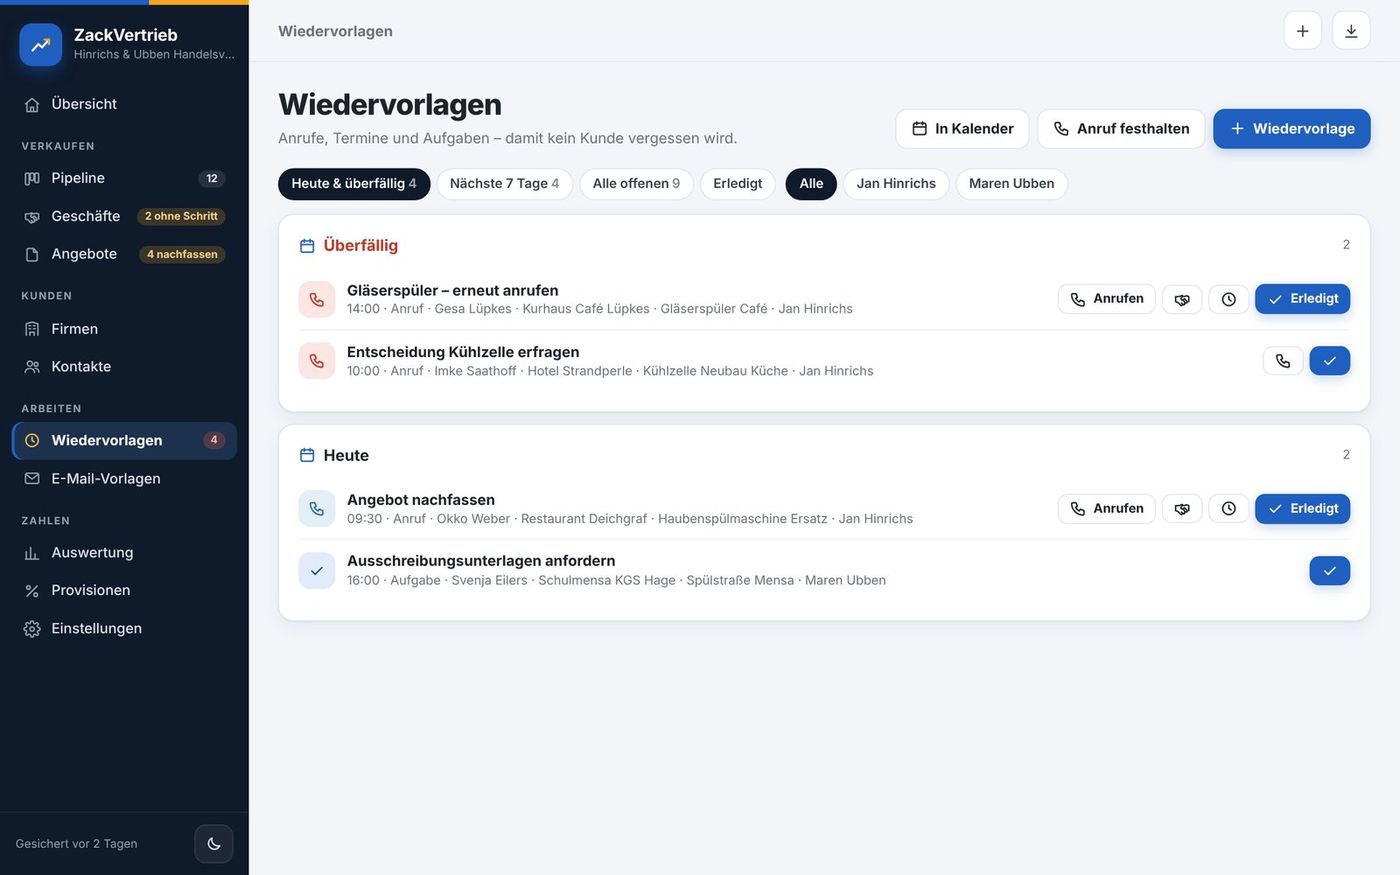 ZackVertrieb
Hinrichs & Ubben Handelsv...
Übersicht
VERKAUFEN
Pipeline 12
Geschäfte 2 ohne Schritt
Angebote 4 nachfassen
KUNDEN
Firmen
Kontakte
ARBEITEN
Wiedervorlagen 4
E-Mail-Vorlagen
ZAHLEN
Auswertung
Provisionen
Einstellungen
Gesichert vor 2 Tagen
Wiedervorlagen
Wiedervorlagen
Anrufe, Termine und Aufgaben – damit kein Kunde vergessen wird.
In Kalender Anruf festhalten Wiedervorlage
Heute & überfällig 4 Nächste 7 Tage 4 Alle offenen 9 Erledigt Alle Jan Hinrichs Maren Ubben
Überfällig 2
Gläserspüler – erneut anrufen
14:00 · Anruf · Gesa Lüpkes · Kurhaus Café Lüpkes · Gläserspüler Café · Jan Hinrichs
Anrufen Erledigt
Entscheidung Kühlzelle erfragen
10:00 · Anruf · Imke Saathoff · Hotel Strandperle · Kühlzelle Neubau Küche · Jan Hinrichs
Heute 2
Angebot nachfassen
09:30 · Anruf · Okko Weber · Restaurant Deichgraf · Haubenspülmaschine Ersatz · Jan Hinrichs
Anrufen Erledigt
Ausschreibungsunterlagen anfordern
16:00 · Aufgabe · Svenja Eilers · Schulmensa KGS Hage · Spülstraße Mensa · Maren Ubben